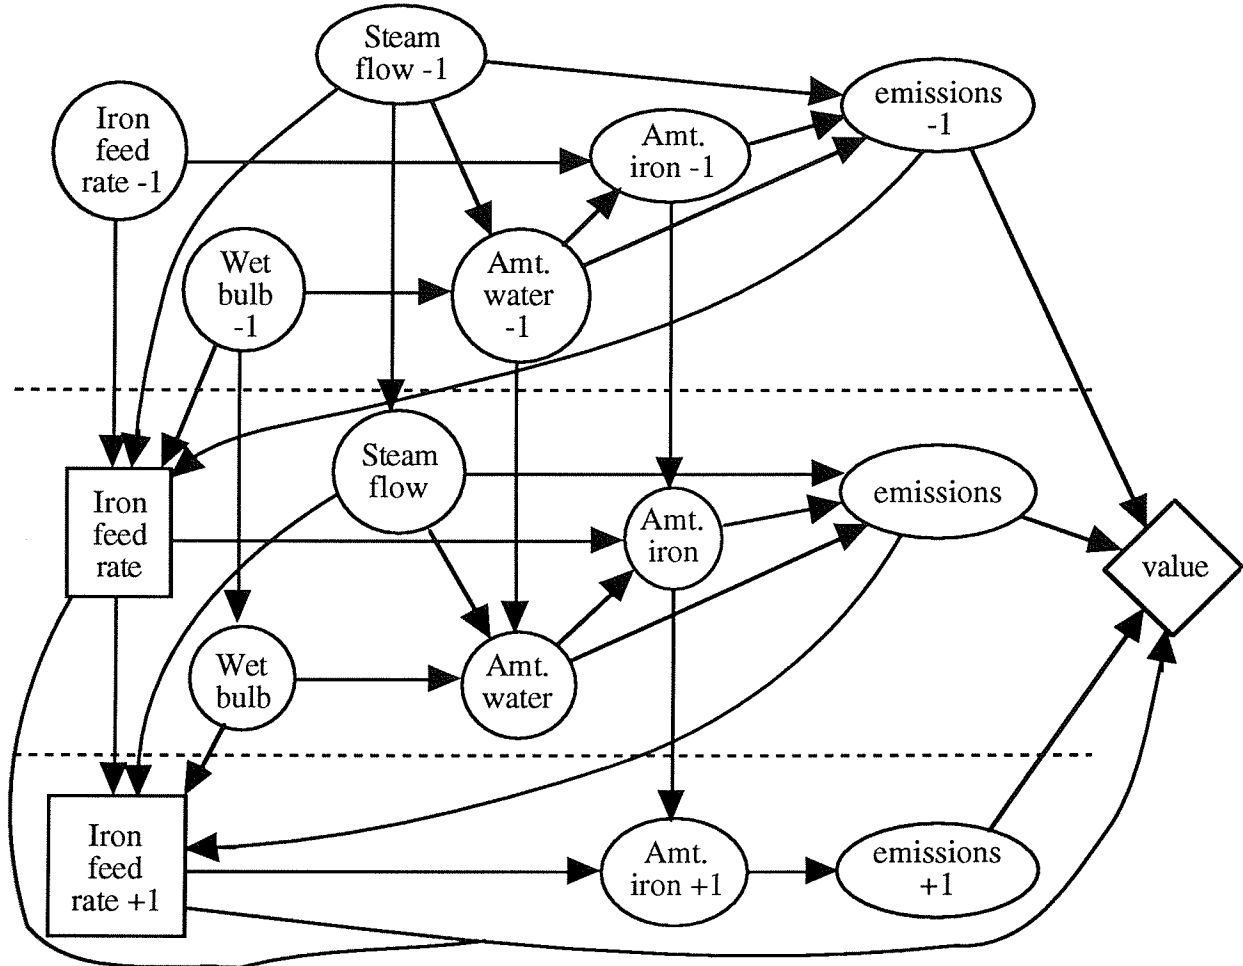 Steam
flow -1
emissions
-1
Iron
feed
rate -1
Amt.
iron -1
Wet
bulb
-1
Amt.
water
-1
Steam
flow
emissions
Iron
feed
rate
Amt.
iron
value
Wet
bulb
Amt.
water
Iron
feed
rate +1
Amt.
iron +1
emissions
+1